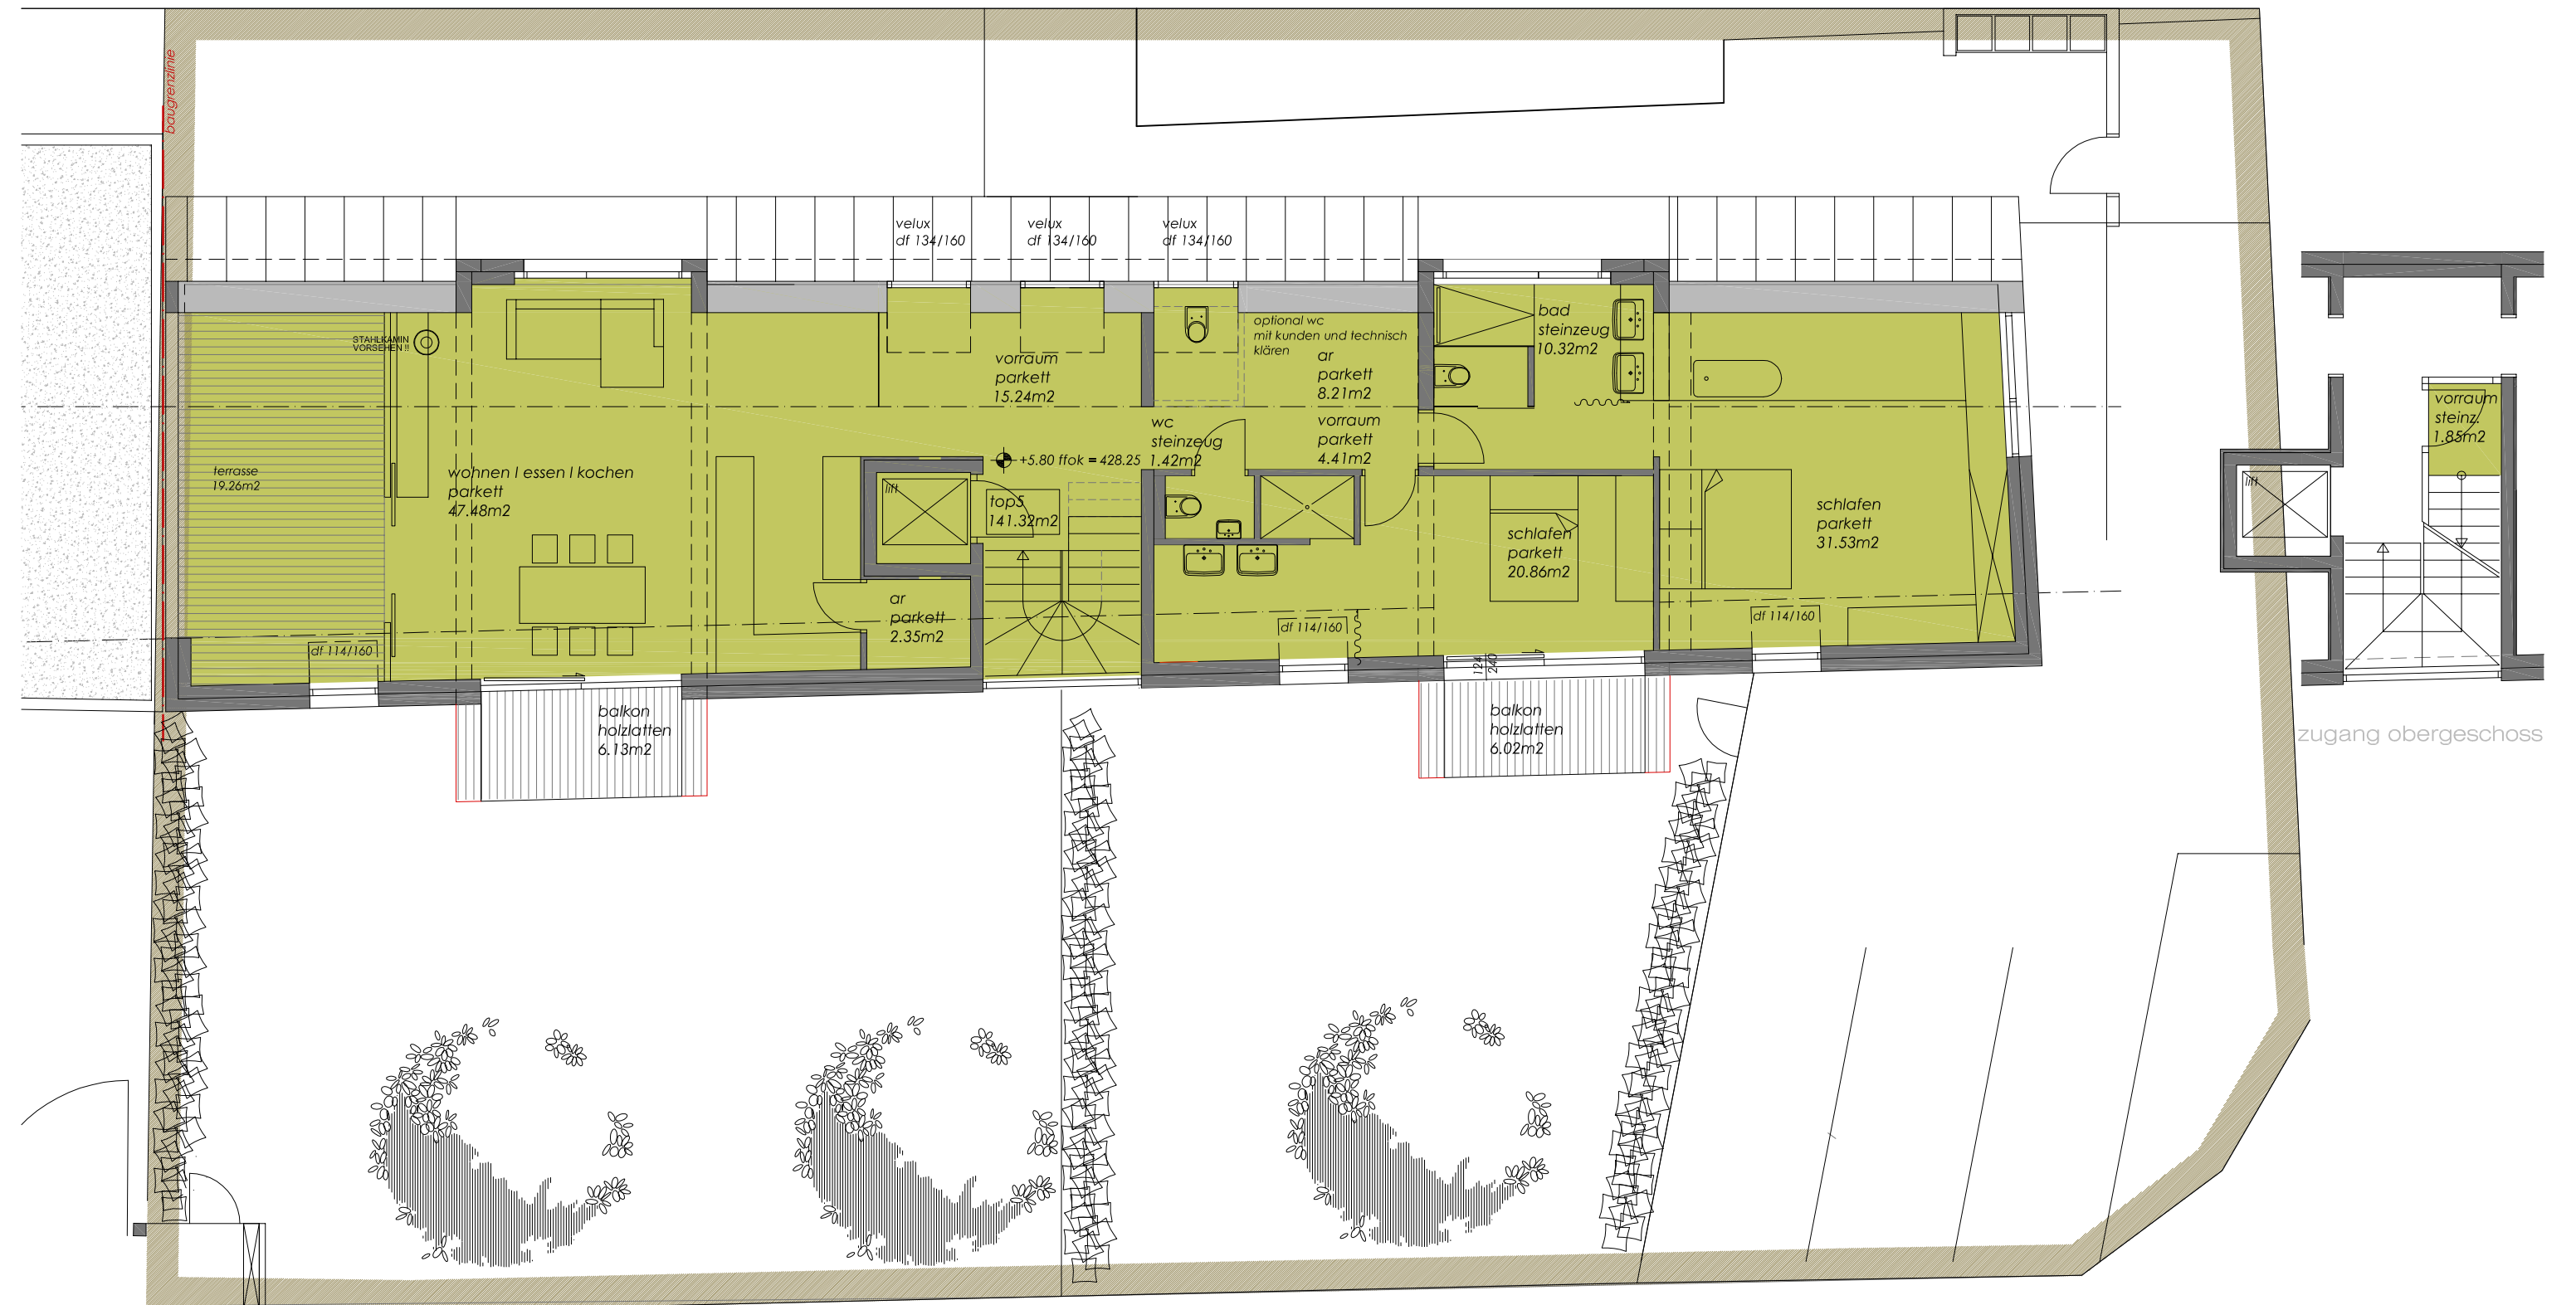 baugrenzlinie
velux
df 134/160
velux
df 134/160
velux
df 134/160
STAHLKAMIN
VORSEHEN !!
terrasse
19.26m2
wohnen I essen I kochen
parkett
47.48m2
df 114/160
vorraum
parkett
15.24m2
+5.80 ffok = 428.25
lift
top5
141.32m2
ar
parkett
2.35m2
optional wc
mit kunden und technisch
klären
ar
parkett
8.21m2
vorraum
parkett
4.41m2
wc
steinzeug
1.42m2
bad
steinzeug
10.32m2
schlafen
parkett
20.86m2
schlafen
parkett
31.53m2
df 114/160
df 114/160
124
240
balkon
holzlatten
6.13m2
balkon
holzlatten
6.02m2
vorraum
steinz.
1.85m2
lift
zugang obergeschoss